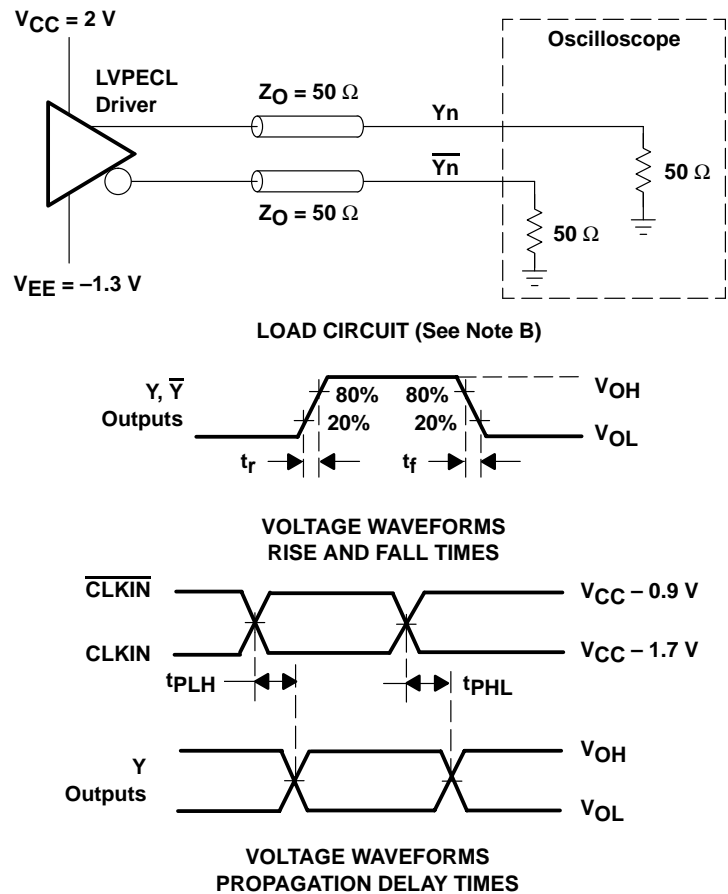 VCC = 2 V
Oscilloscope
LVPECL
Driver
ZO = 50 Ω
Yn
50 Ω
Y̅n̅
ZO = 50 Ω
50 Ω
VEE = –1.3 V
LOAD CIRCUIT (See Note B)
Y, Y̅
Outputs
80%
80%
VOH
20%
20%
VOL
tr
tf
VOLTAGE WAVEFORMS
RISE AND FALL TIMES
C̅L̅K̅I̅N̅
VCC – 0.9 V
CLKIN
VCC – 1.7 V
tPLH
tPHL
Y
Outputs
VOH
VOL
VOLTAGE WAVEFORMS
PROPAGATION DELAY TIMES